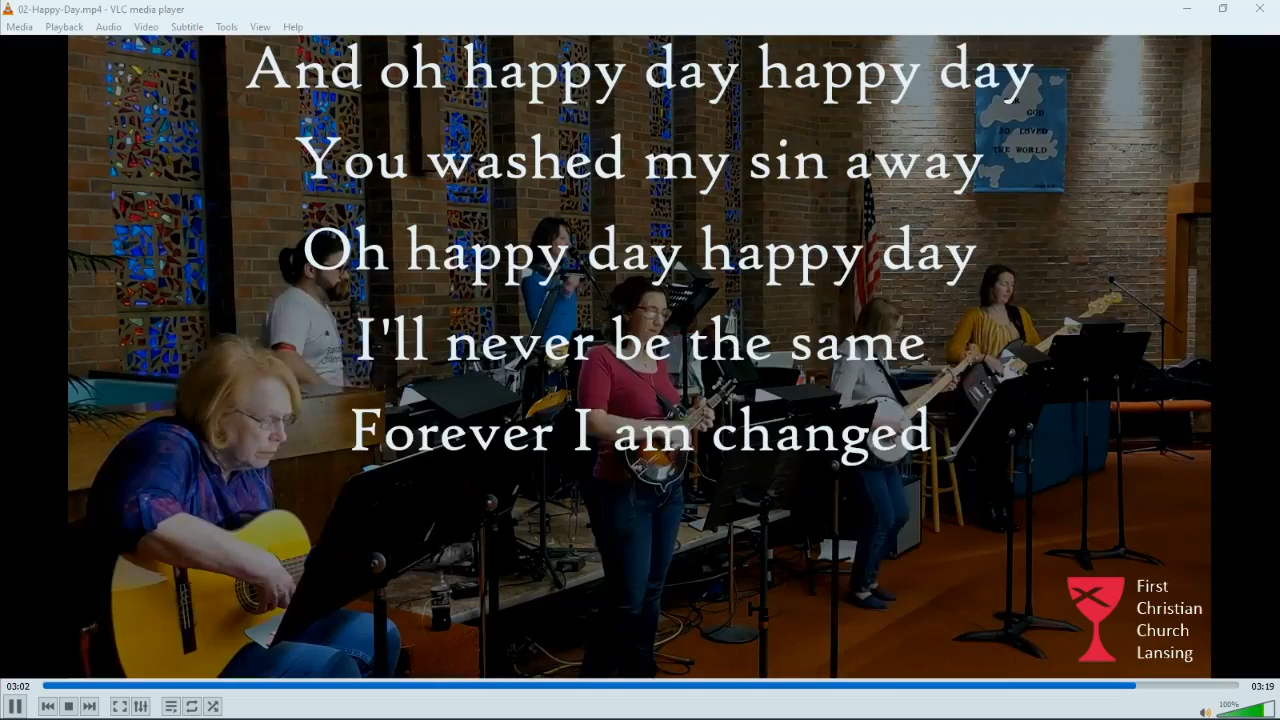 02-Happy-Day.mp4 - VLC media player
Media Playback Audio Video Subtitle Tools View Help
And oh happy day happy day
You washed my sin away
Oh happy day happy day
I'll never be the same
Forever I am changed
GOD
SO LOVED
THE WORLD
First
Christian
Church
Lansing
03:02
03:19
100%